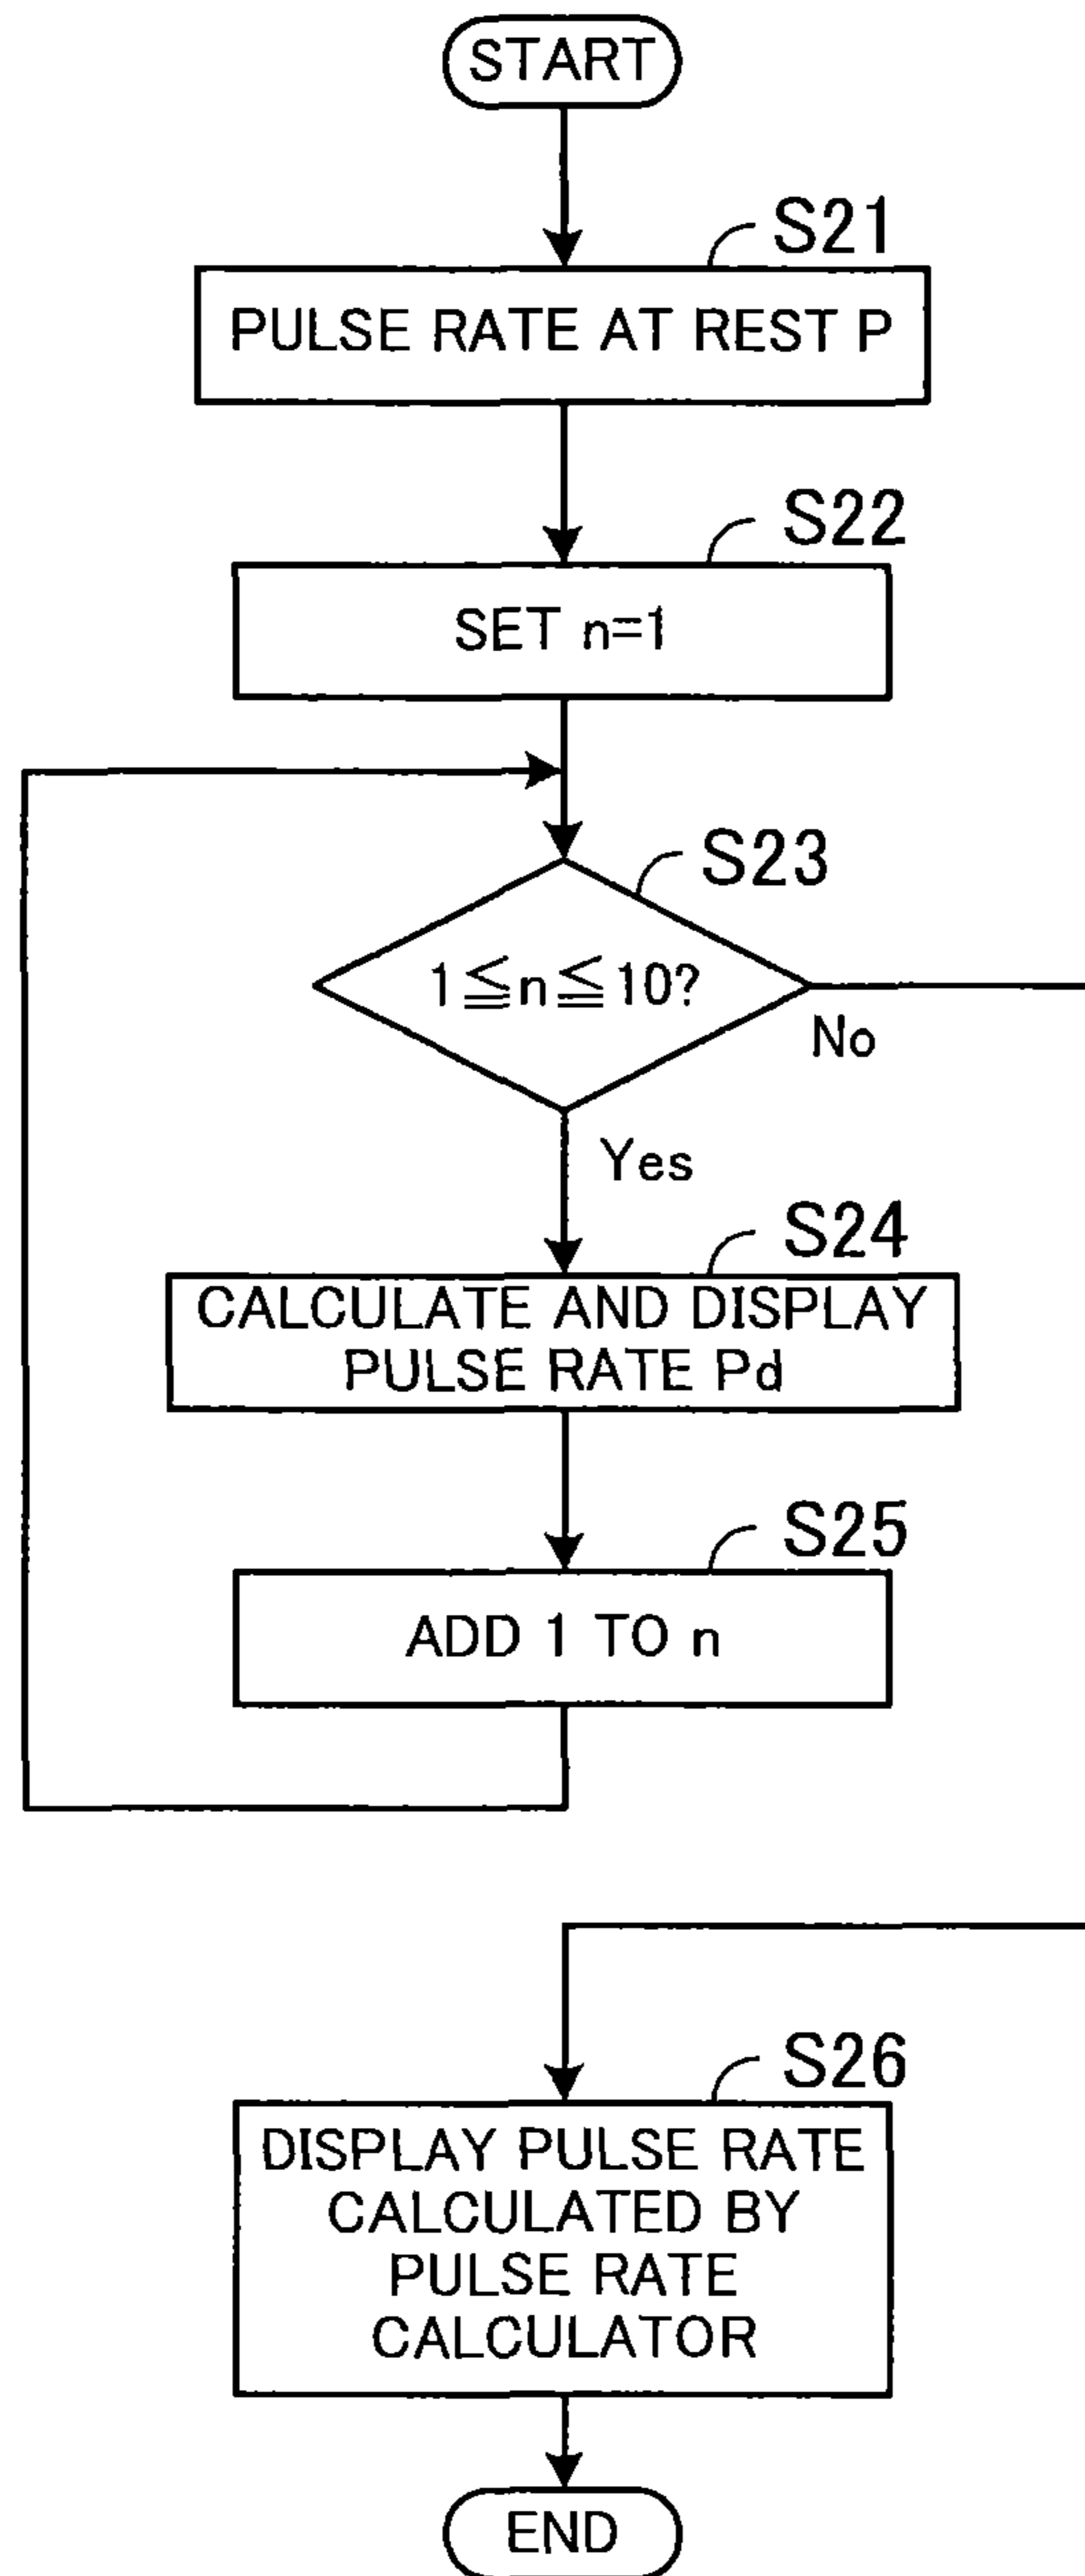 START
S21
PULSE RATE AT REST P
S22
SET n=1
S23
1≦n≦10?
No
Yes
S24
CALCULATE AND DISPLAY
PULSE RATE Pd
S25
ADD 1 TO n
S26
DISPLAY PULSE RATE
CALCULATED BY
PULSE RATE
CALCULATOR
END